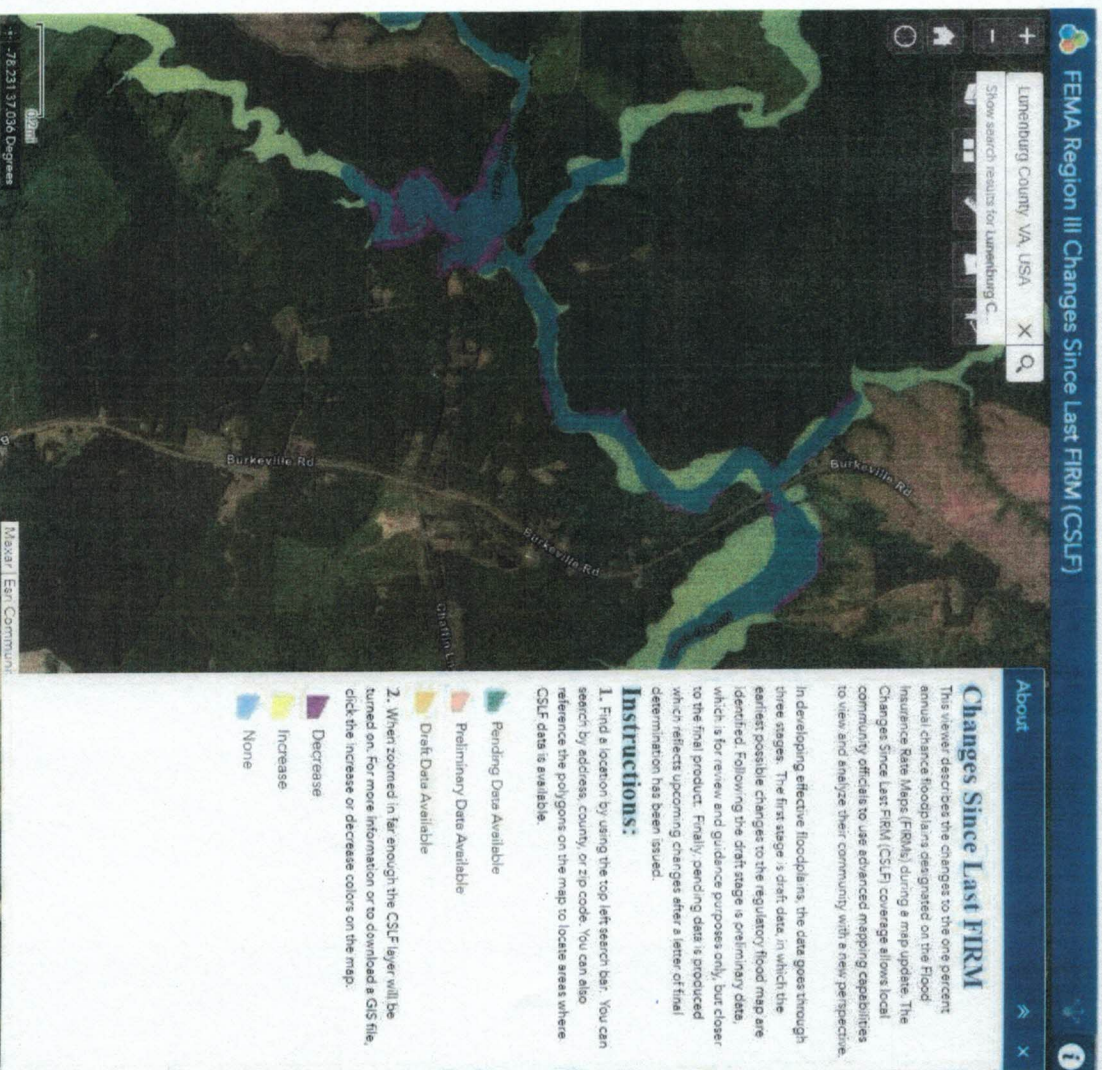 FEMA Region III Changes Since Last FIRM (CSLF)
Lunenburg County, VA, USA
Show search results for Lunenburg C...
+
−
Burkeville Rd
Burkeville Rd
Burkeville Rd
0.2mi
-78.231 37.036 Degrees
Maxar | Esri Communi
About
Changes Since Last FIRM
This viewer describes the changes to the one percent
annual chance floodplains designated on the Flood
Insurance Rate Maps (FIRMs) during a map update. The
Changes Since Last FIRM (CSLF) coverage allows local
community officials to use advanced mapping capabilities
to view and analyze their community with a new perspective.
In developing effective floodplains, the data goes through
three stages. The first stage is draft data, in which the
earliest possible changes to the regulatory flood map are
identified. Following the draft stage is preliminary data,
which is for review and guidance purposes only, but closer
to the final product. Finally, pending data is produced
which reflects upcoming changes after a letter of final
determination has been issued.
Instructions:
1. Find a location by using the top left search bar. You can
search by address, county, or zip code. You can also
reference the polygons on the map to locate areas where
CSLF data is available.
Pending Data Available
Preliminary Data Available
Draft Data Available
2. When zoomed in far enough the CSLF layer will be
turned on. For more information or to download a GIS file,
click the increase or decrease colors on the map.
Decrease
Increase
None